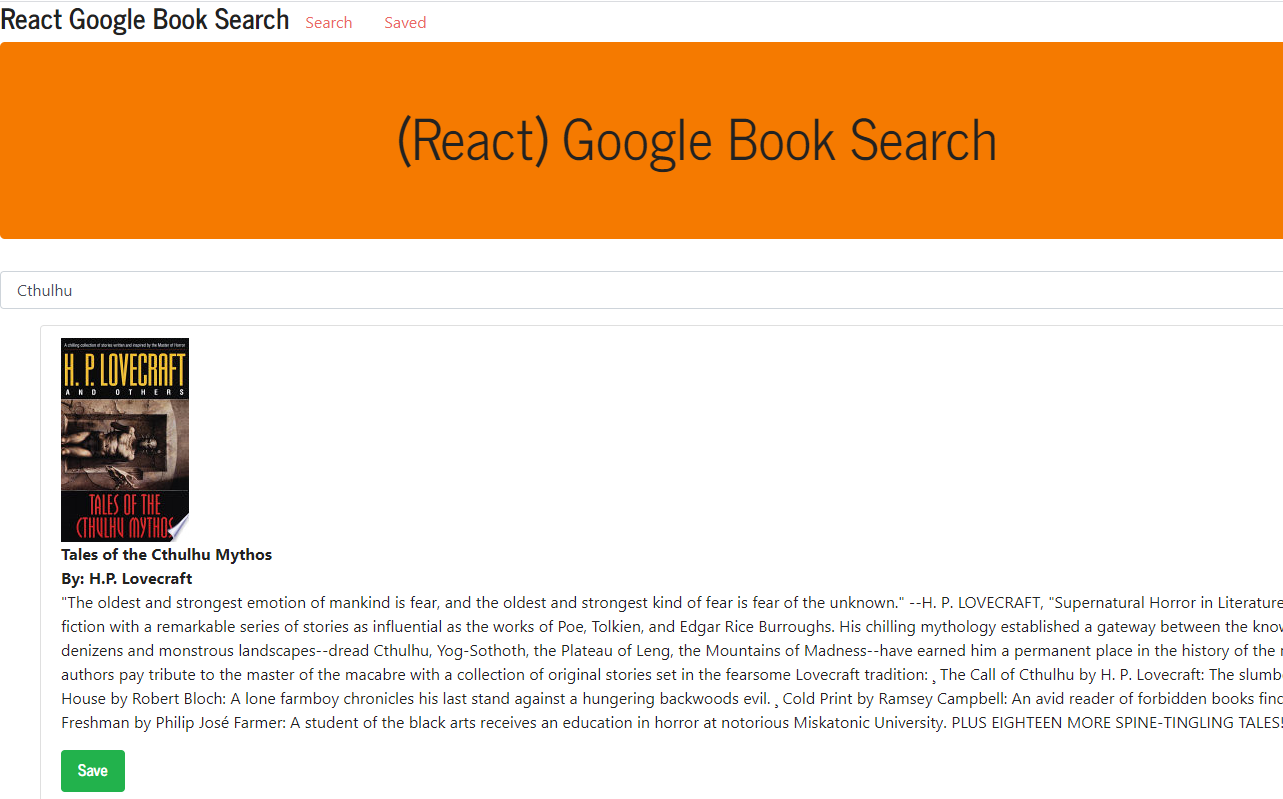 React Google Book Search Search Saved
(React) Google Book Search
Cthulhu
A chilling collection of stories written and inspired by the Master of Horror
H. P. LOVECRAFT
AND OTHERS
TALES OF THE
CTHULHU MYTHOS
Tales of the Cthulhu Mythos
By: H.P. Lovecraft
"The oldest and strongest emotion of mankind is fear, and the oldest and strongest kind of fear is fear of the unknown." --H. P. LOVECRAFT, "Supernatural Horror in Literature
fiction with a remarkable series of stories as influential as the works of Poe, Tolkien, and Edgar Rice Burroughs. His chilling mythology established a gateway between the know
denizens and monstrous landscapes--dread Cthulhu, Yog-Sothoth, the Plateau of Leng, the Mountains of Madness--have earned him a permanent place in the history of the
authors pay tribute to the master of the macabre with a collection of original stories set in the fearsome Lovecraft tradition: ¸ The Call of Cthulhu by H. P. Lovecraft: The slumb
House by Robert Bloch: A lone farmboy chronicles his last stand against a hungering backwoods evil. ¸ Cold Print by Ramsey Campbell: An avid reader of forbidden books find
Freshman by Philip José Farmer: A student of the black arts receives an education in horror at notorious Miskatonic University. PLUS EIGHTEEN MORE SPINE-TINGLING TALES!
Save